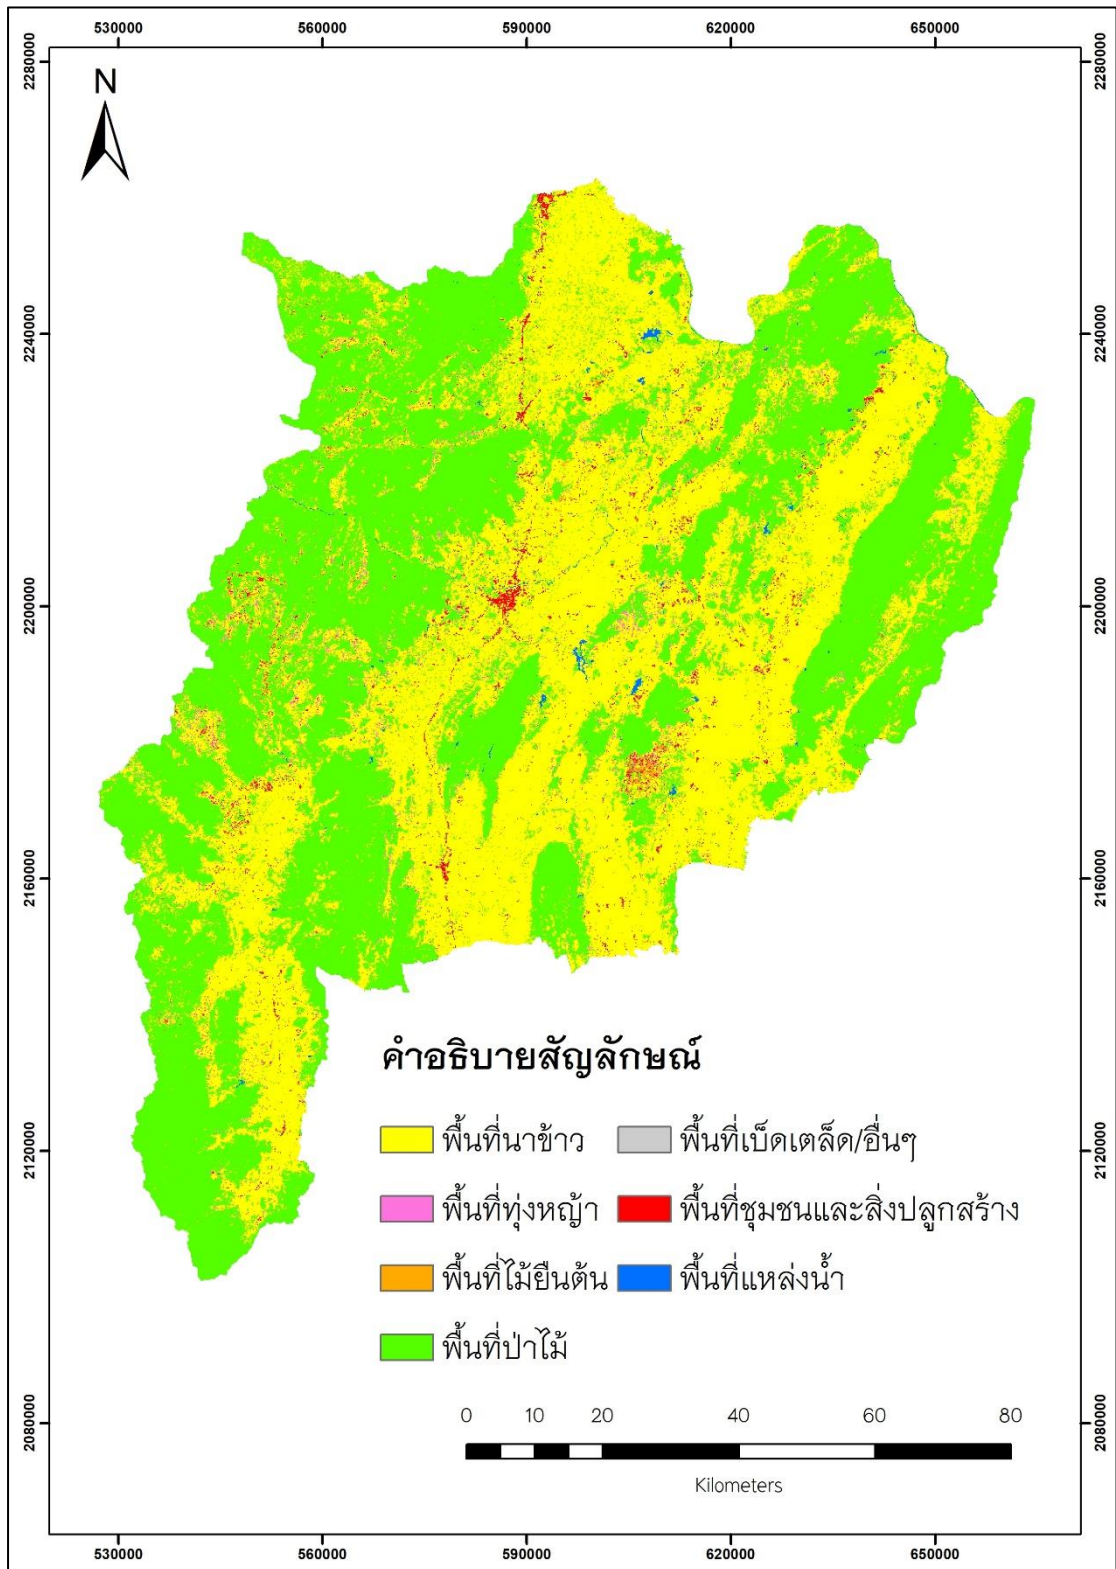 530000 560000 590000 620000 650000
2280000 2280000
N
2240000 2240000
2200000 2200000
2160000 2160000
คำอธิบายสัญลักษณ์
พื้นที่นาข้าว พื้นที่เบ็ดเตล็ด/อื่นๆ
2120000 2120000
พื้นที่ทุ่งหญ้า พื้นที่ชุมชนและสิ่งปลูกสร้าง
พื้นที่ไม้ยืนต้น พื้นที่แหล่งน้ำ
พื้นที่ป่าไม้
0 10 20 40 60 80
2080000 2080000
Kilometers
530000 560000 590000 620000 650000